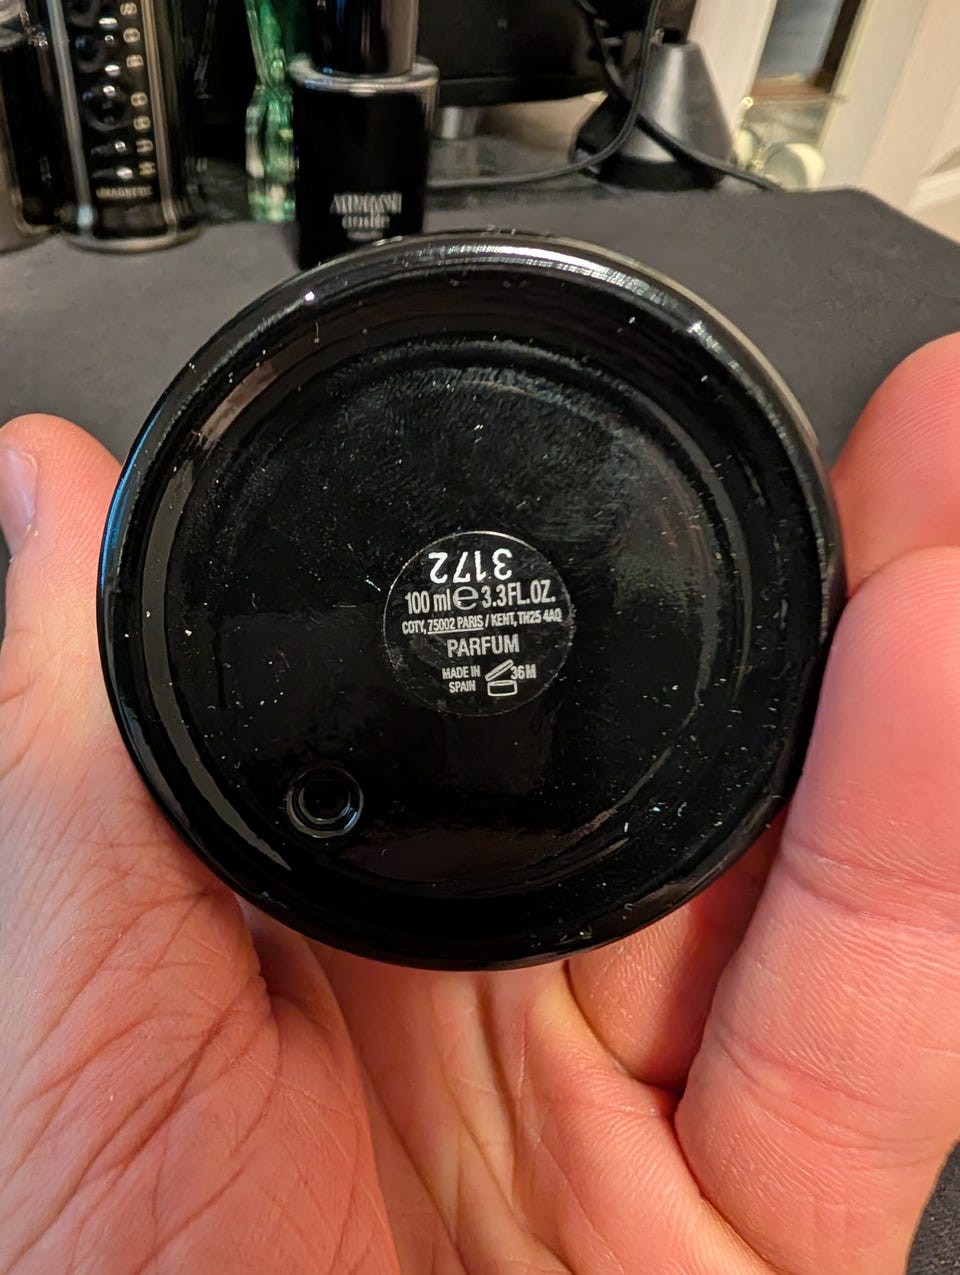 ARMANI
CODE
3172
100 ml e 3.3FL.OZ.
COTY, 75002 PARIS / KENT, TN25 4AQ
PARFUM
MADE IN
SPAIN
36M